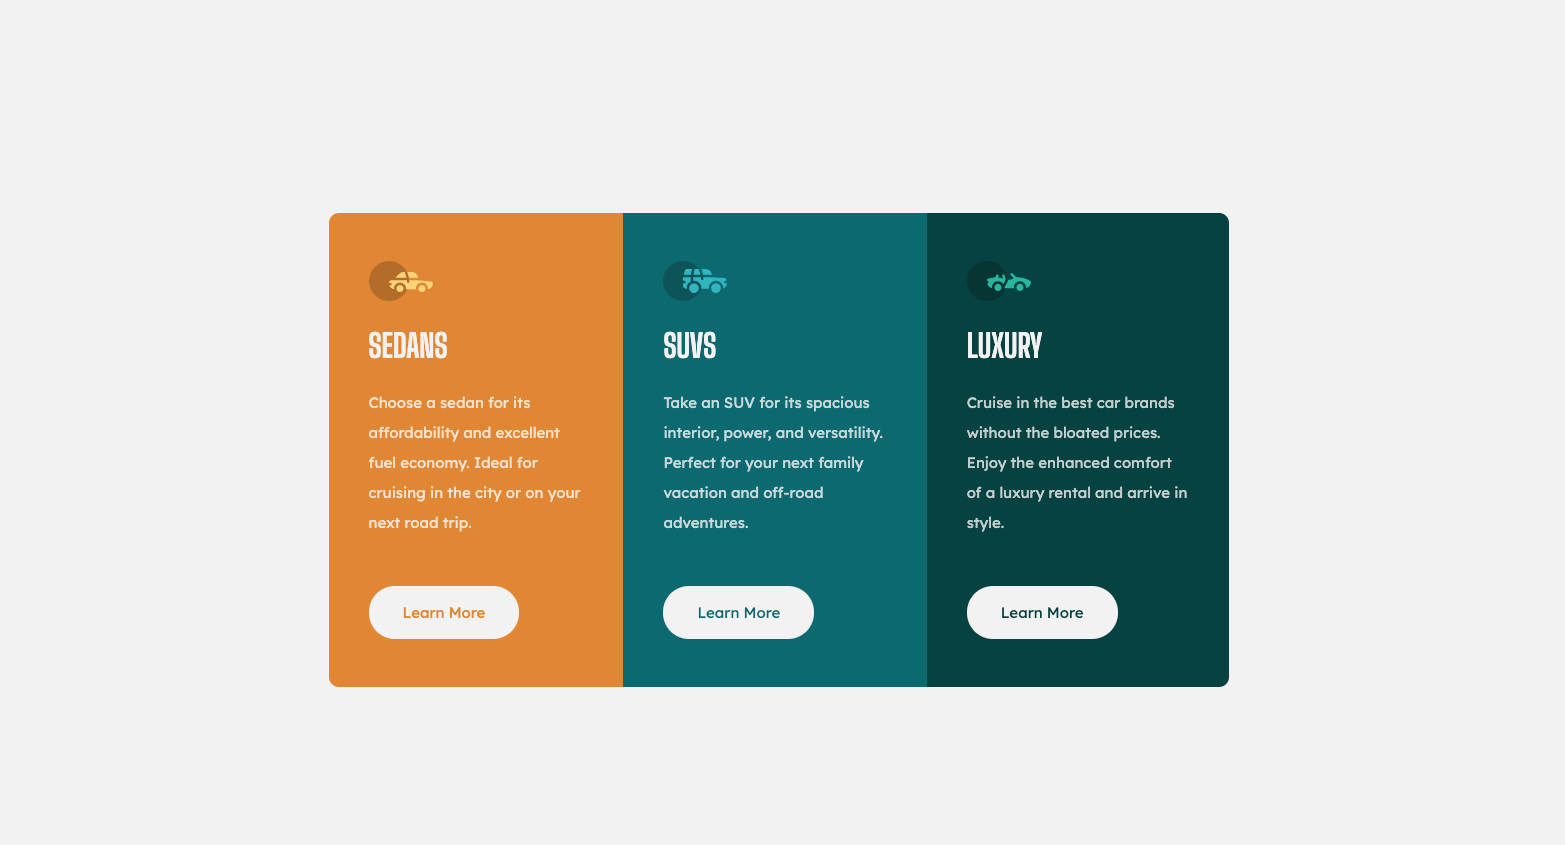 SEDANS
Choose a sedan for its
affordability and excellent
fuel economy. Ideal for
cruising in the city or on your
next road trip.
Learn More
SUVS
Take an SUV for its spacious
interior, power, and versatility.
Perfect for your next family
vacation and off-road
adventures.
Learn More
LUXURY
Cruise in the best car brands
without the bloated prices.
Enjoy the enhanced comfort
of a luxury rental and arrive in
style.
Learn More